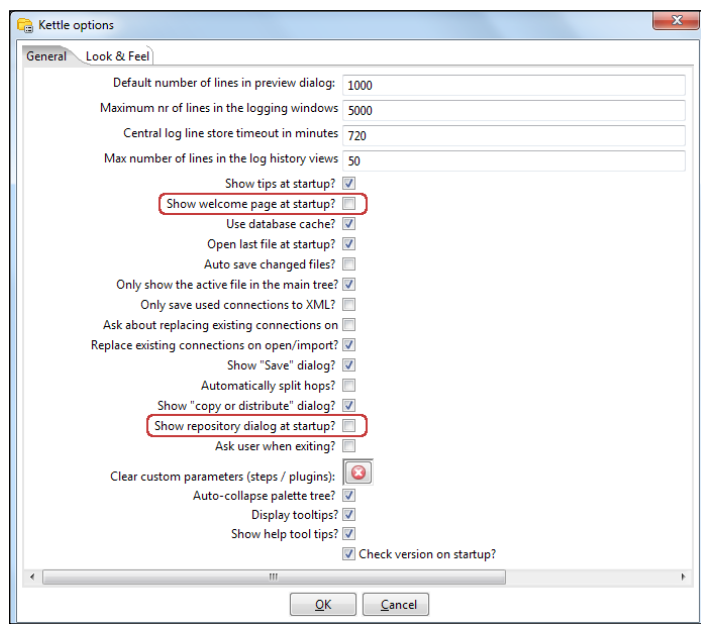 Kettle options
General Look & Feel
Default number of lines in preview dialog: 1000
Maximum nr of lines in the logging windows 5000
Central log line store timeout in minutes 720
Max number of lines in the log history views 50
Show tips at startup?
Show welcome page at startup?
Use database cache?
Open last file at startup?
Auto save changed files?
Only show the active file in the main tree?
Only save used connections to XML?
Ask about replacing existing connections on
Replace existing connections on open/import?
Show "Save" dialog?
Automatically split hops?
Show "copy or distribute" dialog?
Show repository dialog at startup?
Ask user when exiting?
Clear custom parameters (steps / plugins):
Auto-collapse palette tree?
Display tooltips?
Show help tool tips?
Check version on startup?
OK Cancel